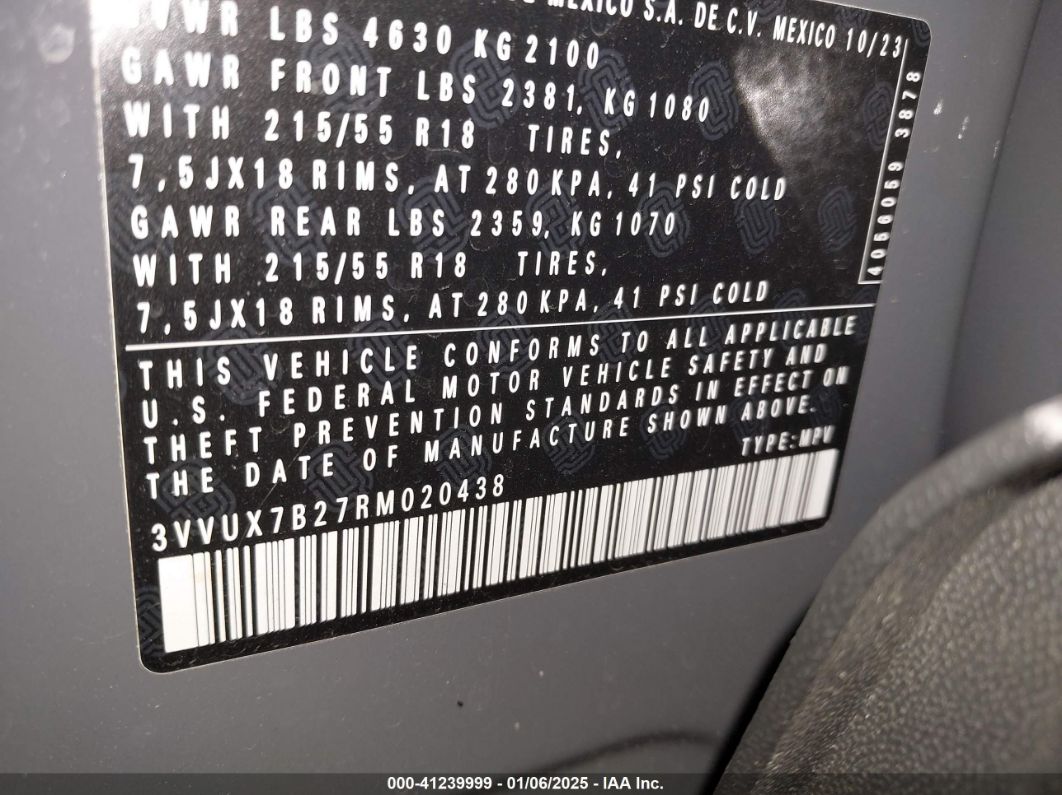 MEXICO S.A. DE C.V. MEXICO 10/23
GVWR LBS 4630 KG 2100
GAWR FRONT LBS 2381, KG 1080
WITH 215/55 R18 TIRES,
7,5JX18 RIMS, AT 280 KPA, 41 PSI COLD
GAWR REAR LBS 2359, KG 1070
WITH 215/55 R18 TIRES,
7,5JX18 RIMS, AT 280 KPA, 41 PSI COLD
4056059 3878
THIS VEHICLE CONFORMS TO ALL APPLICABLE
U.S. FEDERAL MOTOR VEHICLE SAFETY AND
THEFT PREVENTION STANDARDS IN EFFECT ON
THE DATE OF MANUFACTURE SHOWN ABOVE.
TYPE:MPV
3VVUX7B27RM020438
000-41239999 — 01/06/2025 - IAA Inc.